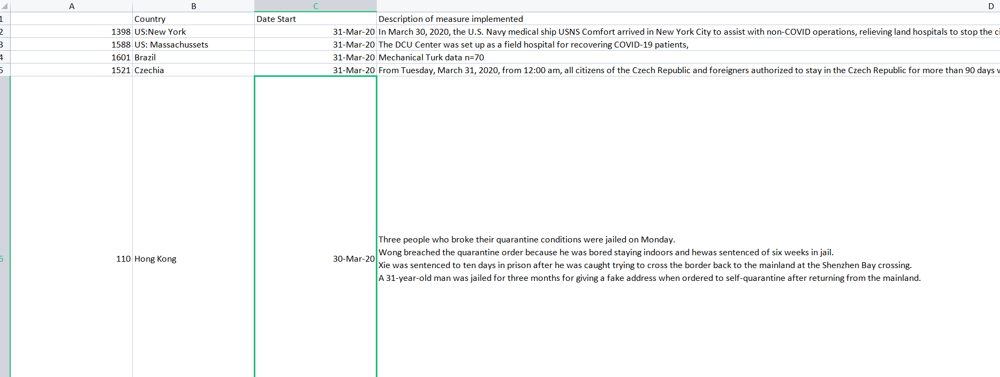 A B C D
1 Country Date Start Description of measure implemented
2 1398 US:New York 31-Mar-20 In March 30, 2020, the U.S. Navy medical ship USNS Comfort arrived in New York City to assist with non-COVID operations, relieving land hospitals to stop the
3 1588 US: Massachussets 31-Mar-20 The DCU Center was set up as a field hospital for recovering COVID-19 patients,
4 1601 Brazil 31-Mar-20 Mechanical Turk data n=70
5 1521 Czechia 31-Mar-20 From Tuesday, March 31, 2020, from 12:00 am, all citizens of the Czech Republic and foreigners authorized to stay in the Czech Republic for more than 90 days
Three people who broke their quarantine conditions were jailed on Monday.
Wong breached the quarantine order because he was bored staying indoors and hewas sentenced of six weeks in jail.
6 110 Hong Kong 30-Mar-20
Xie was sentenced to ten days in prison after he was caught trying to cross the border back to the mainland at the Shenzhen Bay crossing.
A 31-year-old man was jailed for three months for giving a fake address when ordered to self-quarantine after returning from the mainland.